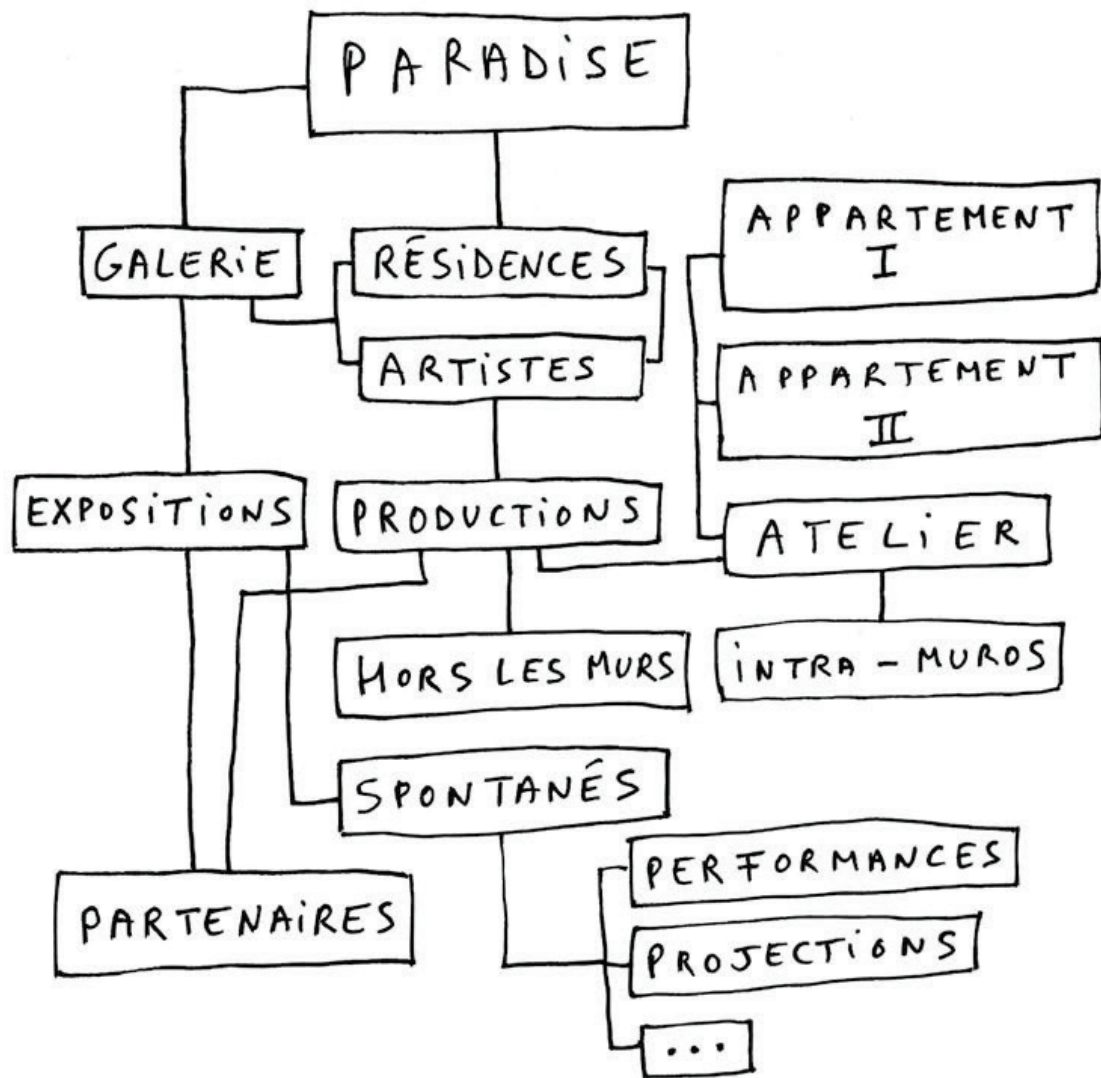 PARADiSE
GALERiE
RÉSiDENCES
APPARTEMENT
I
ARTiSTES
APPARTEMENT
II
EXPOSiTiONS
PRODUCTiONS
ATELiER
HORS LES MURS
iNTRA - MUROS
SPONTANÉS
PERFORMANCES
PARTENAiRES
PROJECTiONS
...